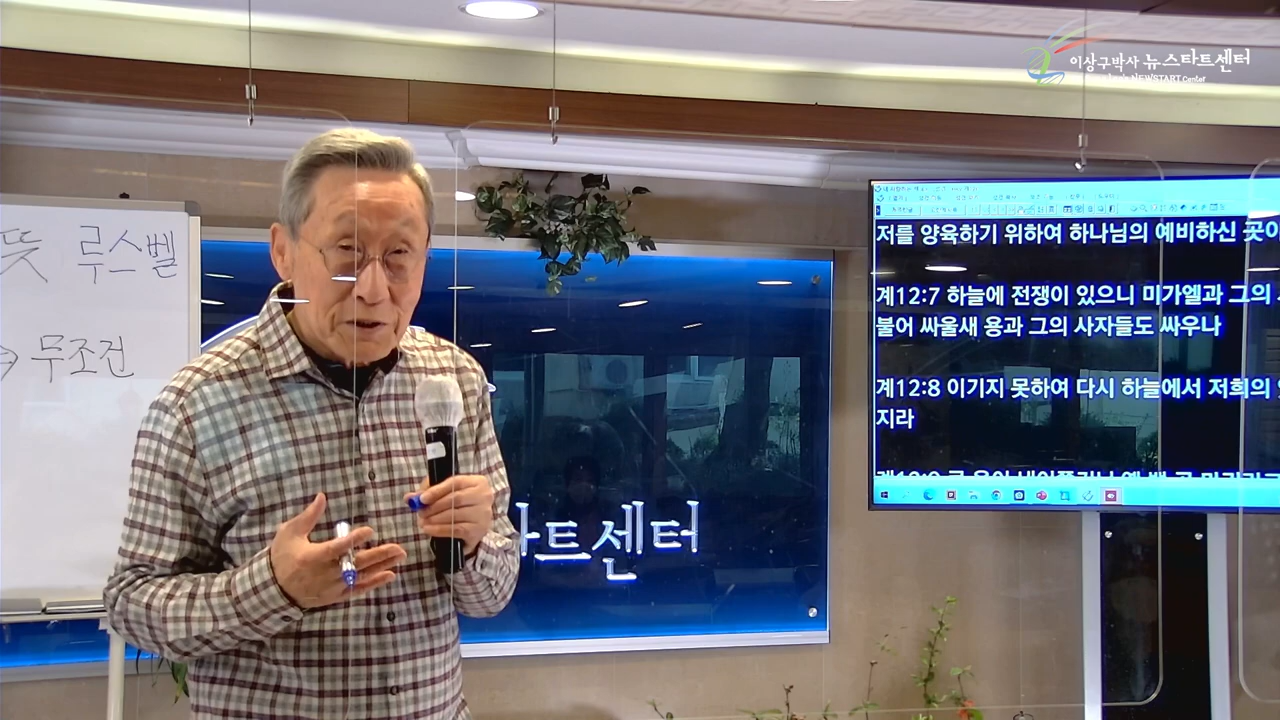 이상구박사 뉴스타트센터
NEWSTART Center
뜻 루스벨
무조건
타트센터
저를 양육하기 위하여 하나님의 예비하신 곳이
계12:7 하늘에 전쟁이 있으니 미가엘과 그의
불어 싸울새 용과 그의 사자들도 싸우나
계12:8 이기지 못하여 다시 하늘에서 저희의
지라